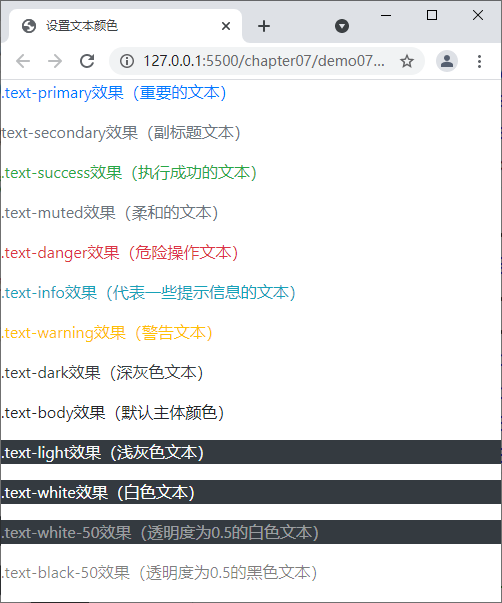 设置文本颜色
127.0.0.1:5500/chapter07/demo07...
.text-primary效果（重要的文本）
text-secondary效果（副标题文本）
.text-success效果（执行成功的文本）
.text-muted效果（柔和的文本）
.text-danger效果（危险操作文本）
.text-info效果（代表一些提示信息的文本）
.text-warning效果（警告文本）
.text-dark效果（深灰色文本）
.text-body效果（默认主体颜色）
.text-light效果（浅灰色文本）
.text-white效果（白色文本）
.text-white-50效果（透明度为0.5的白色文本）
.text-black-50效果（透明度为0.5的黑色文本）